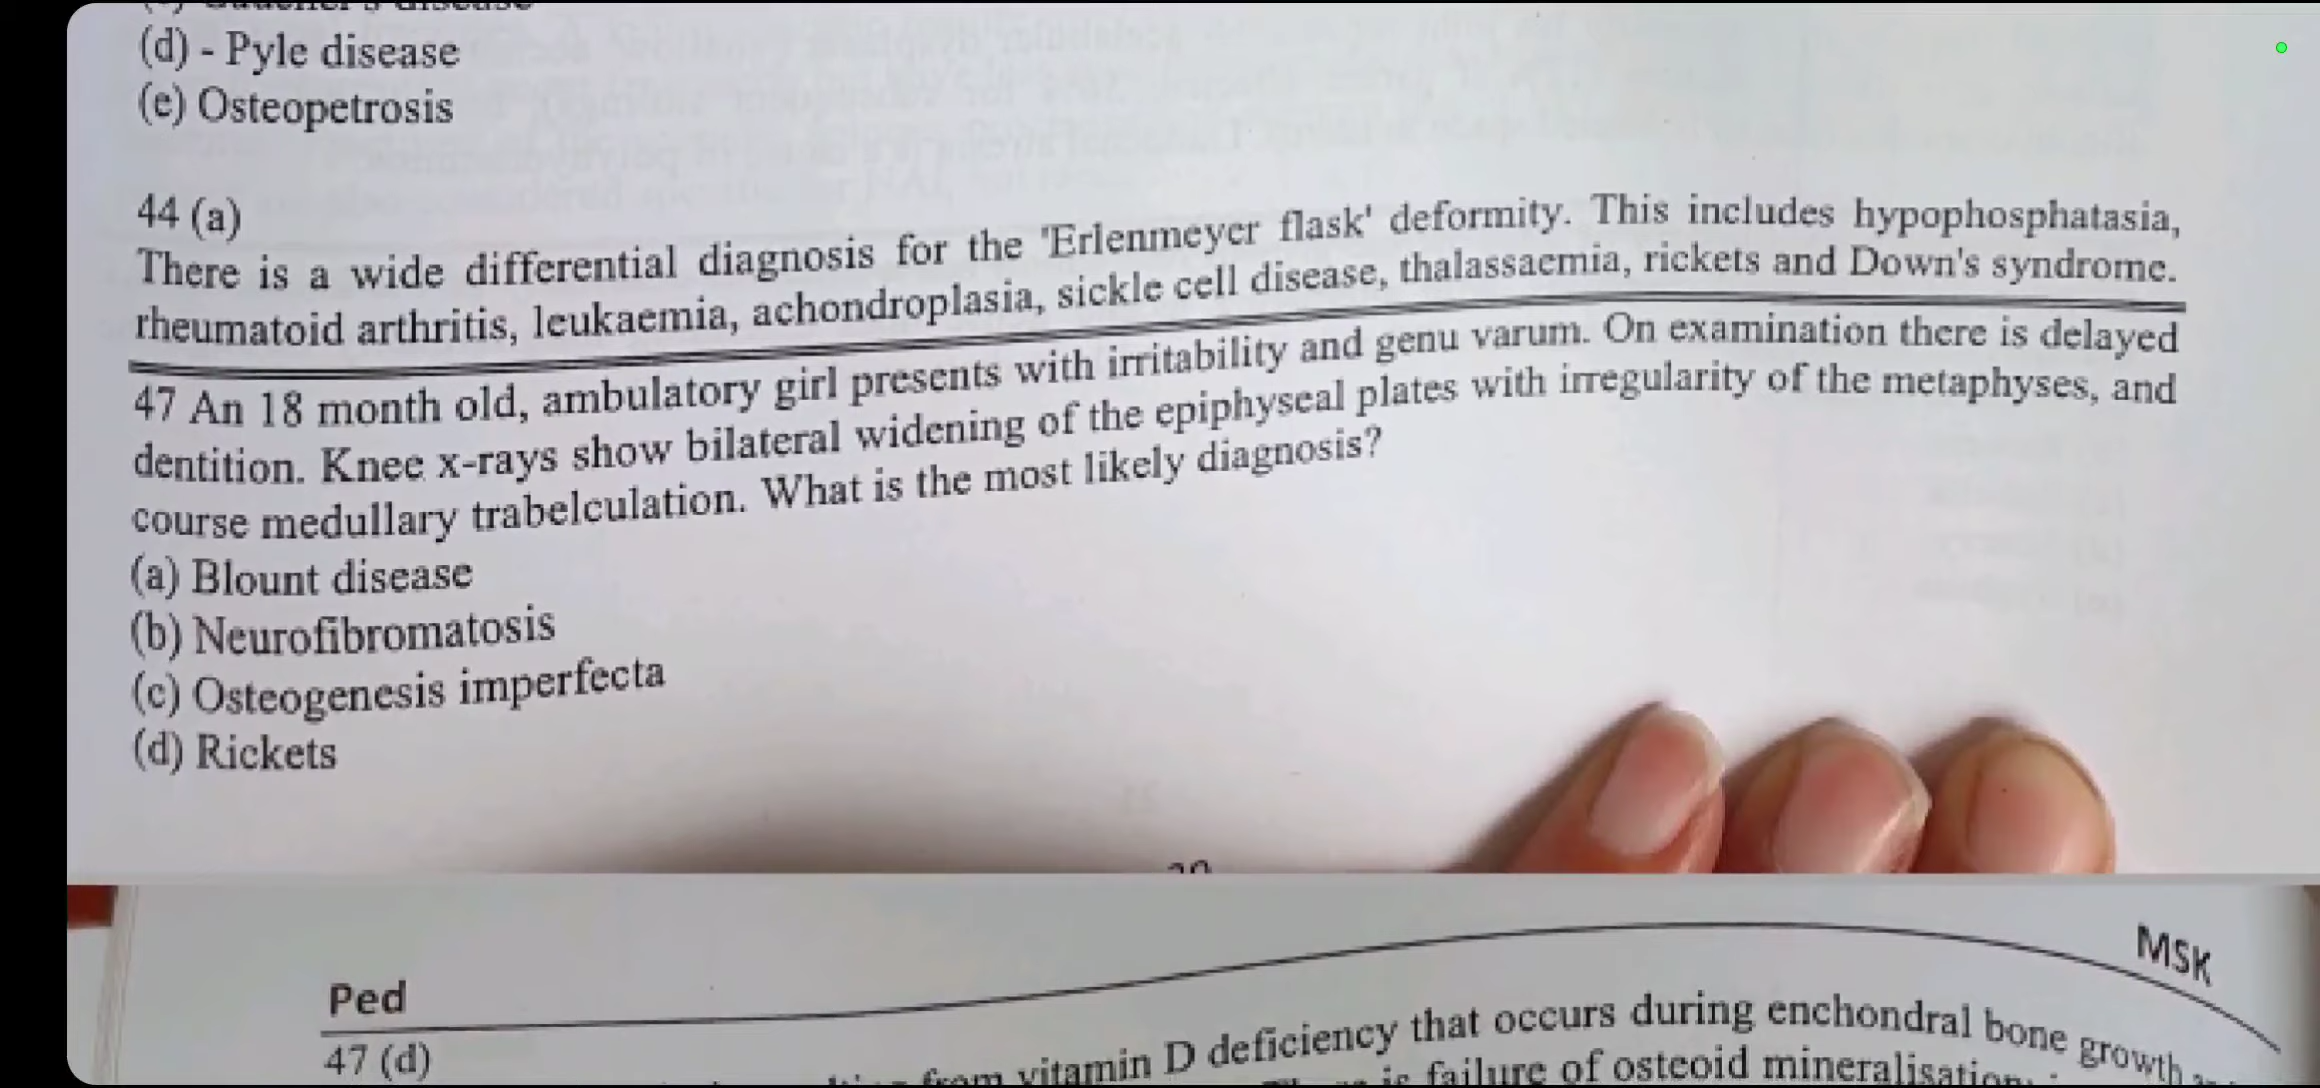 (d) - Pyle disease
(e) Osteopetrosis
44 (a)
There is a wide differential diagnosis for the 'Erlenmeyer flask' deformity. This includes hypophosphatasia,
rheumatoid arthritis, leukaemia, achondroplasia, sickle cell disease, thalassaemia, rickets and Down's syndrome.
47 An 18 month old, ambulatory girl presents with irritability and genu varum. On examination there is delayed
dentition. Knee x-rays show bilateral widening of the epiphyseal plates with irregularity of the metaphyses, and
course medullary trabelculation. What is the most likely diagnosis?
(a) Blount disease
(b) Neurofibromatosis
(c) Osteogenesis imperfecta
(d) Rickets
Ped
MSK
47 (d)
from vitamin D deficiency that occurs during enchondral bone growth
is failure of osteoid mineralisation